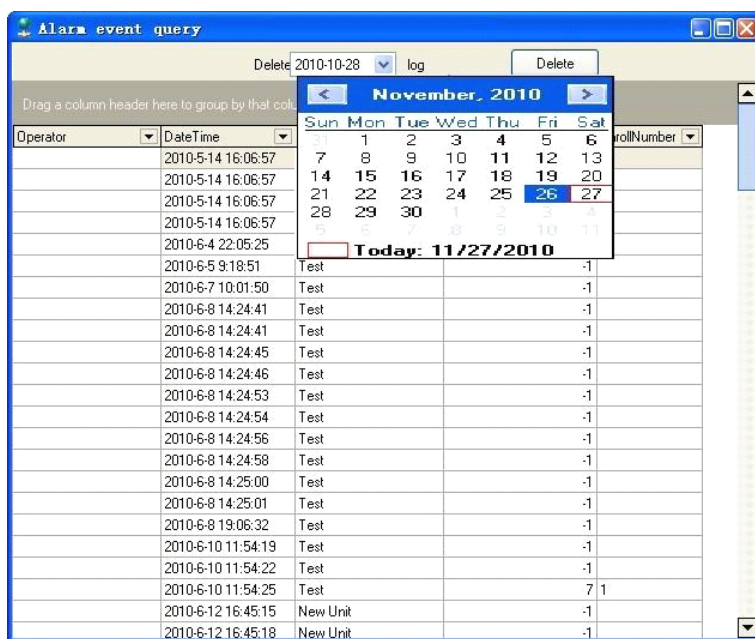 Alarm event query
Delete 2010-10-28 log Delete
Drag a column header here to group by that colu
< November, 2010 >
Sun Mon Tue Wed Thu Fri Sat
31 1 2 3 4 5 6
7 8 9 10 11 12 13
14 15 16 17 18 19 20
21 22 23 24 25 26 27
28 29 30 1 2 3 4
5 6 7 8 9 10 11
Today: 11/27/2010
Operator DateTime rollNumber
2010-5-14 16:06:57
2010-5-14 16:06:57
2010-5-14 16:06:57
2010-5-14 16:06:57
2010-6-4 22:05:25
2010-6-5 9:18:51 Test -1
2010-6-7 10:01:50 Test -1
2010-6-8 14:24:41 Test -1
2010-6-8 14:24:41 Test -1
2010-6-8 14:24:45 Test -1
2010-6-8 14:24:46 Test -1
2010-6-8 14:24:53 Test -1
2010-6-8 14:24:54 Test -1
2010-6-8 14:24:56 Test -1
2010-6-8 14:24:58 Test -1
2010-6-8 14:25:00 Test -1
2010-6-8 14:25:01 Test -1
2010-6-8 19:06:32 Test -1
2010-6-10 11:54:19 Test -1
2010-6-10 11:54:22 Test -1
2010-6-10 11:54:25 Test 7 1
2010-6-12 16:45:15 New Unit -1
2010-6-12 16:45:18 New Unit -1